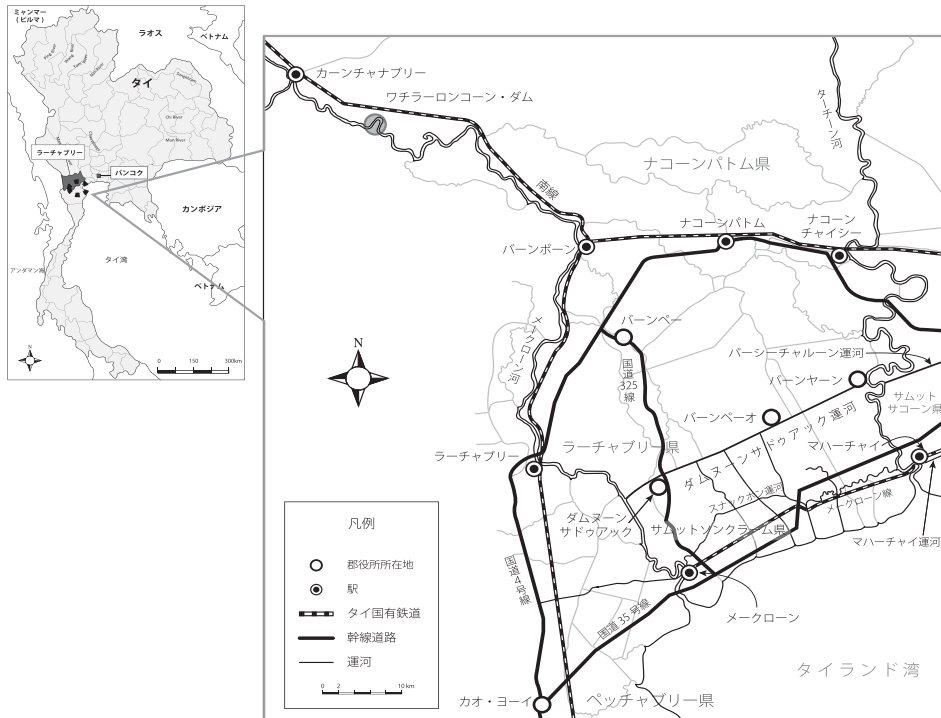 ミャンマー
(ビルマ)
ラオス
ベトナム
タイ
Ping River
Chi River
Mun River
ラーチャブリー
バンコク
カンボジア
アンダマン海
タイ湾
ベトナム
N
0 150 300km
カーンチャナブリー
ワチラーロンコーン・ダム
ターチーン河
ナコーンパトム県
南線
ナコーンパトム
ナコーン
チャイシー
バーンポーン
メークローン河
バーンペー
国道
325
線
バーシーチャルーン運河
バーンヤーン
サムット
サコーン県
バーンペーオ
ダムヌーンサドゥアック運河
マハーチャイ
ラーチャブリー県
ラーチャブリー
スナックホン運河
メークローン線
ダムヌーン
サドゥアック
サムットソンクラーム県
マハーチャイ運河
国道4号線
国道35号線
メークローン
タイランド湾
カオ・ヨーイ
ペッチャブリー県
N
凡例
郡役所所在地
駅
タイ国有鉄道
幹線道路
運河
0 2 10km